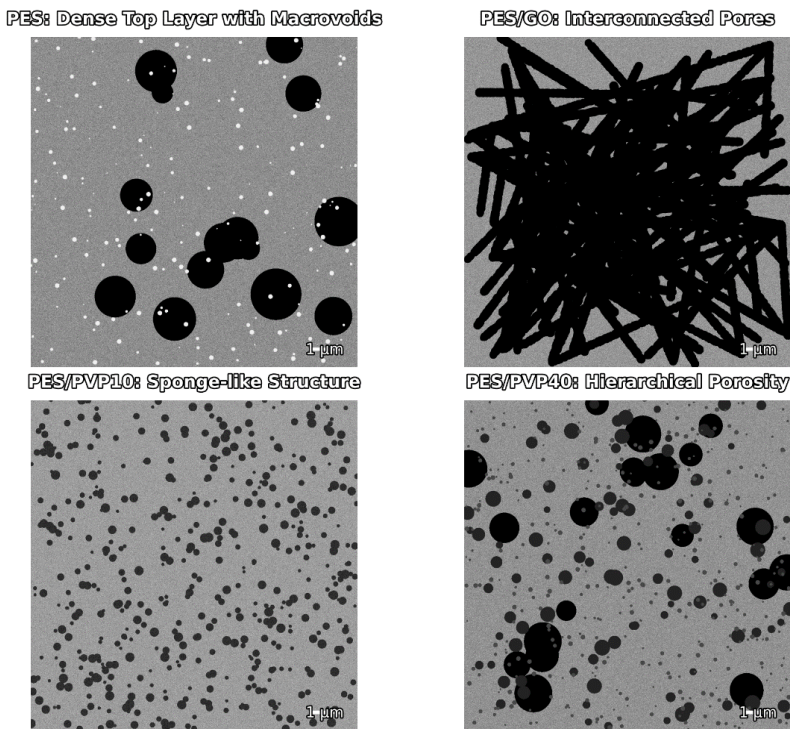 PES: Dense Top Layer with Macrovoids
PES/GO: Interconnected Pores
1 μm
1 μm
PES/PVP10: Sponge-like Structure
PES/PVP40: Hierarchical Porosity
1 μm
1 μm